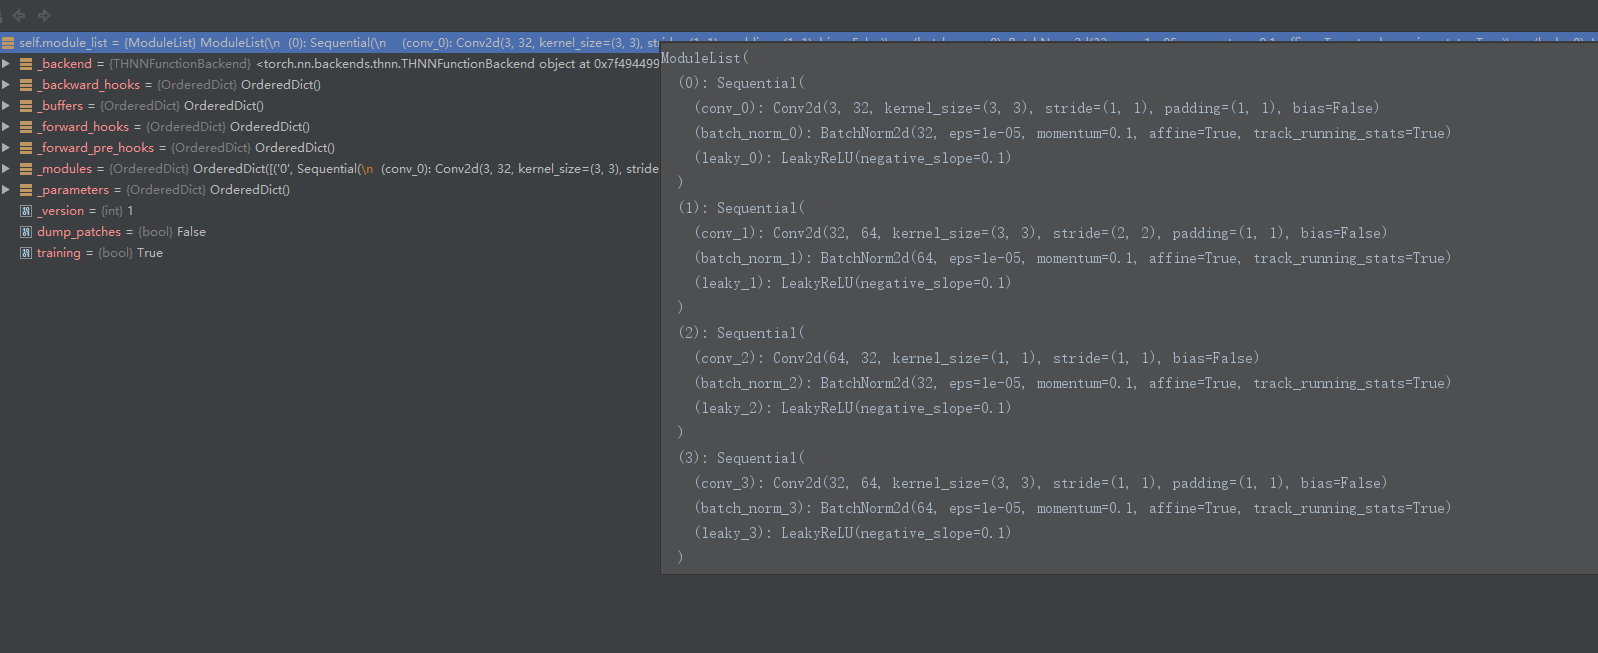 self.module_list = {ModuleList} ModuleList(\n  (0): Sequential(\n    (conv_0): Conv2d(3, 32, kernel_size=(3, 3),
_backend = {THNNFunctionBackend} <torch.nn.backends.thnn.THNNFunctionBackend object at 0x7f494499
_backward_hooks = {OrderedDict} OrderedDict()
_buffers = {OrderedDict} OrderedDict()
_forward_hooks = {OrderedDict} OrderedDict()
_forward_pre_hooks = {OrderedDict} OrderedDict()
_modules = {OrderedDict} OrderedDict([('0', Sequential(\n  (conv_0): Conv2d(3, 32, kernel_size=(3, 3), stride
_parameters = {OrderedDict} OrderedDict()
_version = {int} 1
dump_patches = {bool} False
training = {bool} True
ModuleList(
  (0): Sequential(
    (conv_0): Conv2d(3, 32, kernel_size=(3, 3), stride=(1, 1), padding=(1, 1), bias=False)
    (batch_norm_0): BatchNorm2d(32, eps=1e-05, momentum=0.1, affine=True, track_running_stats=True)
    (leaky_0): LeakyReLU(negative_slope=0.1)
  )
  (1): Sequential(
    (conv_1): Conv2d(32, 64, kernel_size=(3, 3), stride=(2, 2), padding=(1, 1), bias=False)
    (batch_norm_1): BatchNorm2d(64, eps=1e-05, momentum=0.1, affine=True, track_running_stats=True)
    (leaky_1): LeakyReLU(negative_slope=0.1)
  )
  (2): Sequential(
    (conv_2): Conv2d(64, 32, kernel_size=(1, 1), stride=(1, 1), bias=False)
    (batch_norm_2): BatchNorm2d(32, eps=1e-05, momentum=0.1, affine=True, track_running_stats=True)
    (leaky_2): LeakyReLU(negative_slope=0.1)
  )
  (3): Sequential(
    (conv_3): Conv2d(32, 64, kernel_size=(3, 3), stride=(1, 1), padding=(1, 1), bias=False)
    (batch_norm_3): BatchNorm2d(64, eps=1e-05, momentum=0.1, affine=True, track_running_stats=True)
    (leaky_3): LeakyReLU(negative_slope=0.1)
  )